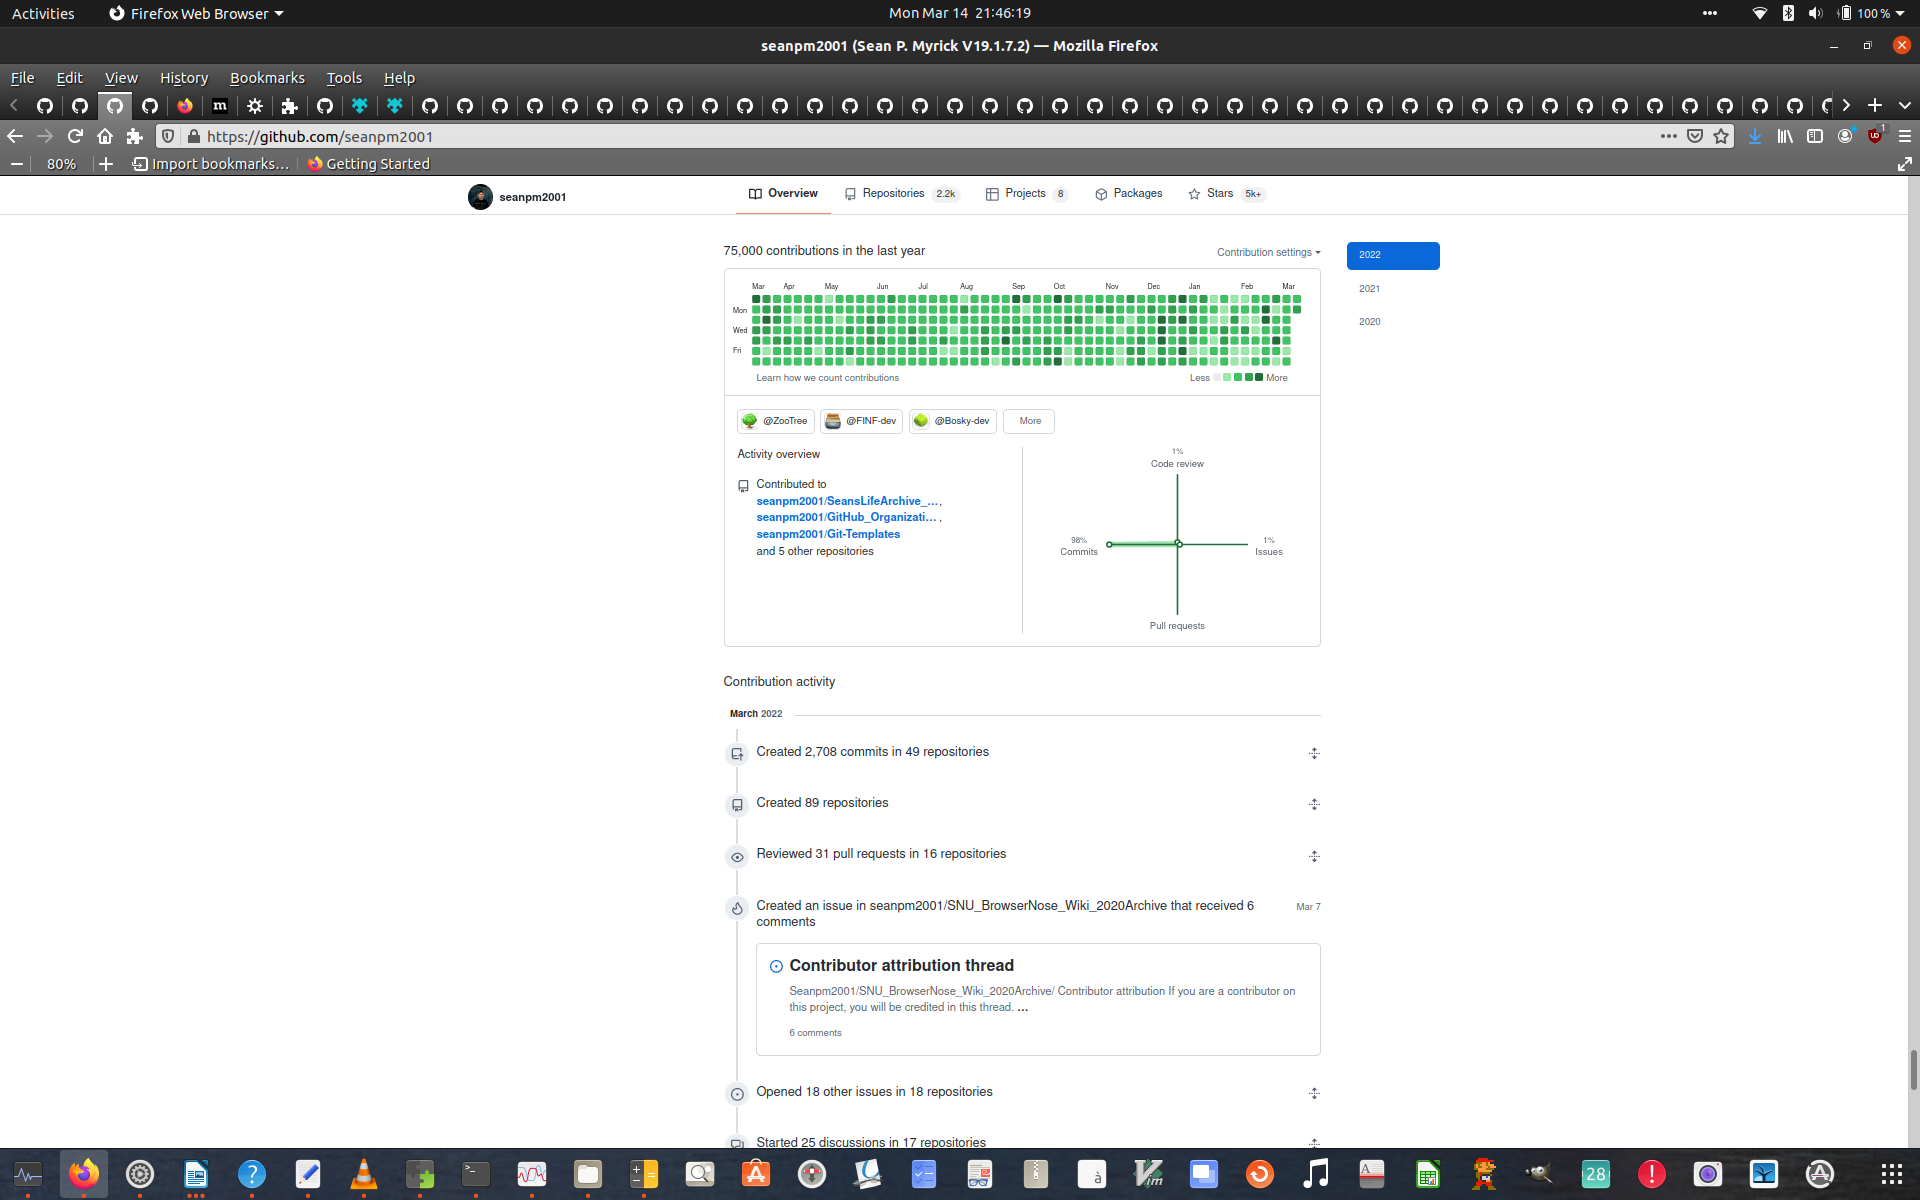 Activities
Firefox Web Browser
Mon Mar 14 21:46:19
100 %
seanpm2001 (Sean P. Myrick V19.1.7.2) — Mozilla Firefox
File Edit View History Bookmarks Tools Help
https://github.com/seanpm2001
1
80%
Import bookmarks…
Getting Started
seanpm2001
Overview
Repositories 2.2k
Projects 8
Packages
Stars 5k+
75,000 contributions in the last year
Contribution settings
2022
2021
2020
Mar Apr May Jun Jul Aug Sep Oct Nov Dec Jan Feb Mar
Mon
Wed
Fri
Learn how we count contributions
Less More
@ZooTree
@FINF-dev
@Bosky-dev
More
Activity overview
Contributed to
seanpm2001/SeansLifeArchive_…,
seanpm2001/GitHub_Organizati… ,
seanpm2001/Git-Templates
and 5 other repositories
1%
Code review
98%
Commits
1%
Issues
Pull requests
Contribution activity
March 2022
Created 2,708 commits in 49 repositories
Created 89 repositories
Reviewed 31 pull requests in 16 repositories
Created an issue in seanpm2001/SNU_BrowserNose_Wiki_2020Archive that received 6
comments
Mar 7
Contributor attribution thread
Seanpm2001/SNU_BrowserNose_Wiki_2020Archive/ Contributor attribution If you are a contributor on
this project, you will be credited in this thread. …
6 comments
Opened 18 other issues in 18 repositories
Started 25 discussions in 17 repositories
28